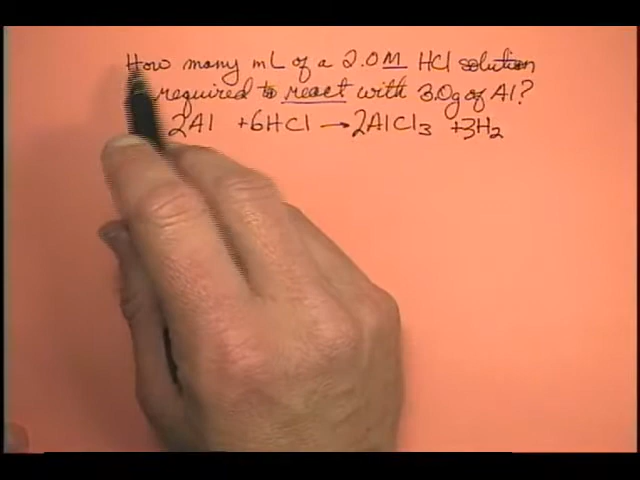 How many mL of a 2.0 M HCl solution
required to react with 3.0g of Al?
2Al + 6HCl → 2AlCl₃ + 3H₂